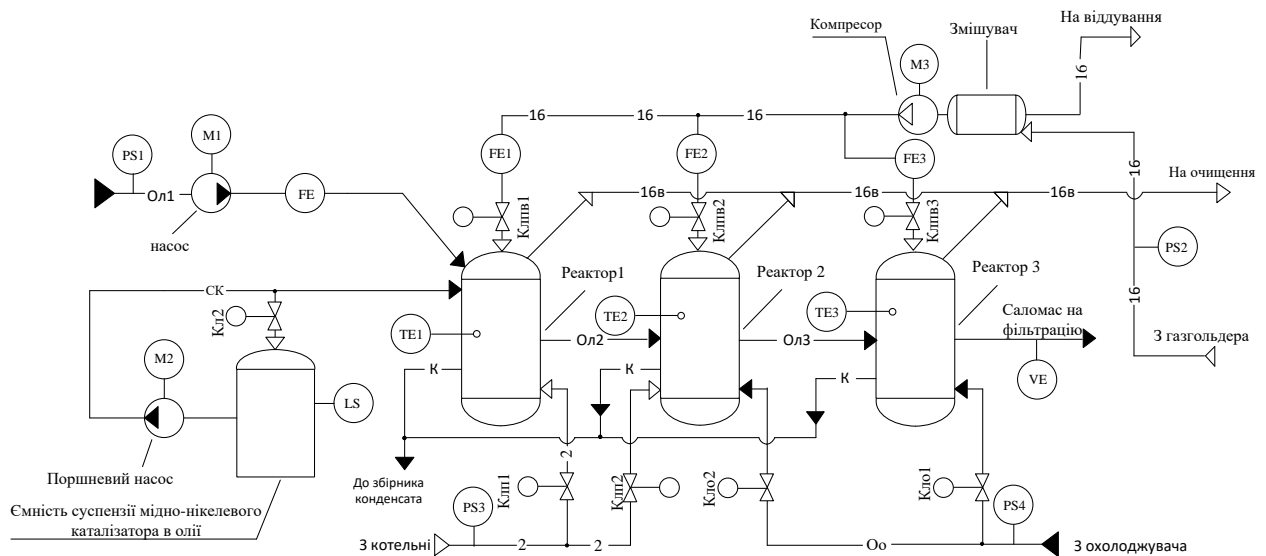 Компресор
Змішувач
На віддування
M3
16
16
16
16
PS1
M1
FE1
FE2
FE3
16
Ол1
FE
насос
Клпв1
16в
Клпв2
16в
Клпв3
16в
На очищення
PS2
СК
Кл2
Реактор1
Реактор 2
Реактор 3
16
TE1
TE2
TE3
Саломас на
фільтрацію
Ол2
Ол3
З газгольдера
M2
К
К
К
VE
LS
Поршневий насос
2
До збірника
конденсата
Клп1
Клп2
Кло2
Кло1
Ємність суспензії мідно-нікелевого
каталізатора в олії
PS3
PS4
З котельні
2
2
Оо
З охолоджувача